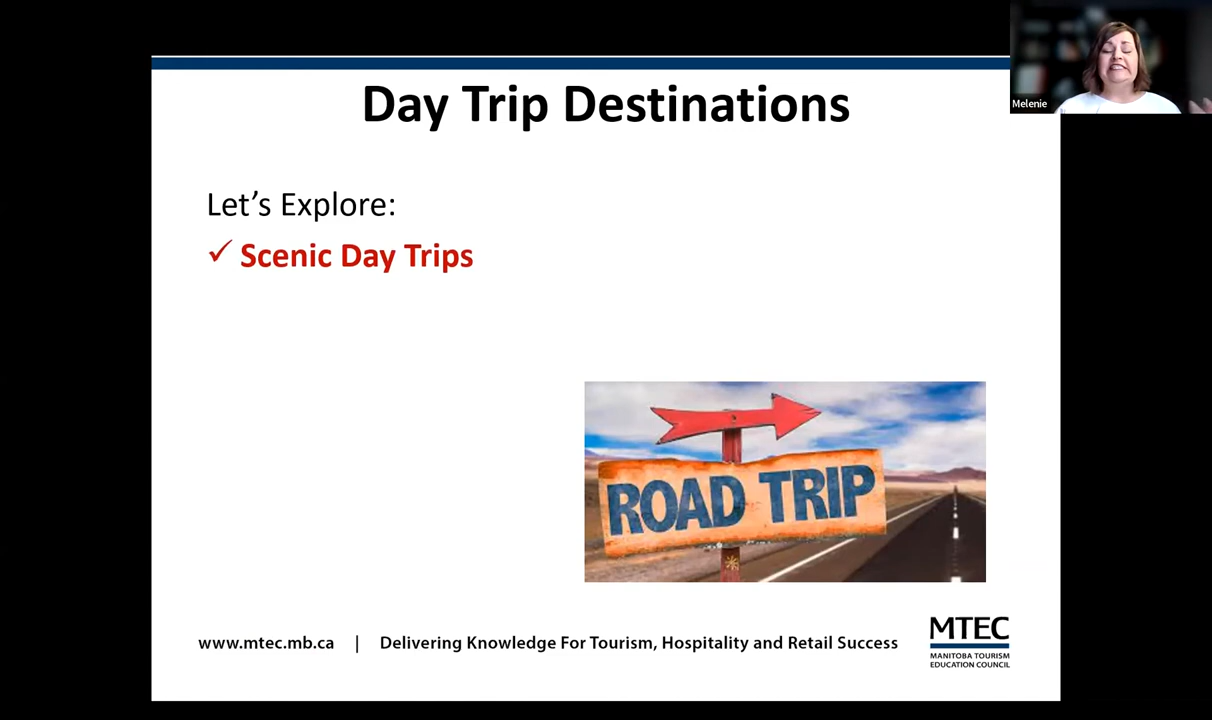 Day Trip Destinations
Melenie
Let's Explore:
✓ Scenic Day Trips
ROAD TRIP
www.mtec.mb.ca | Delivering Knowledge For Tourism, Hospitality and Retail Success
MTEC
MANITOBA TOURISM
EDUCATION COUNCIL